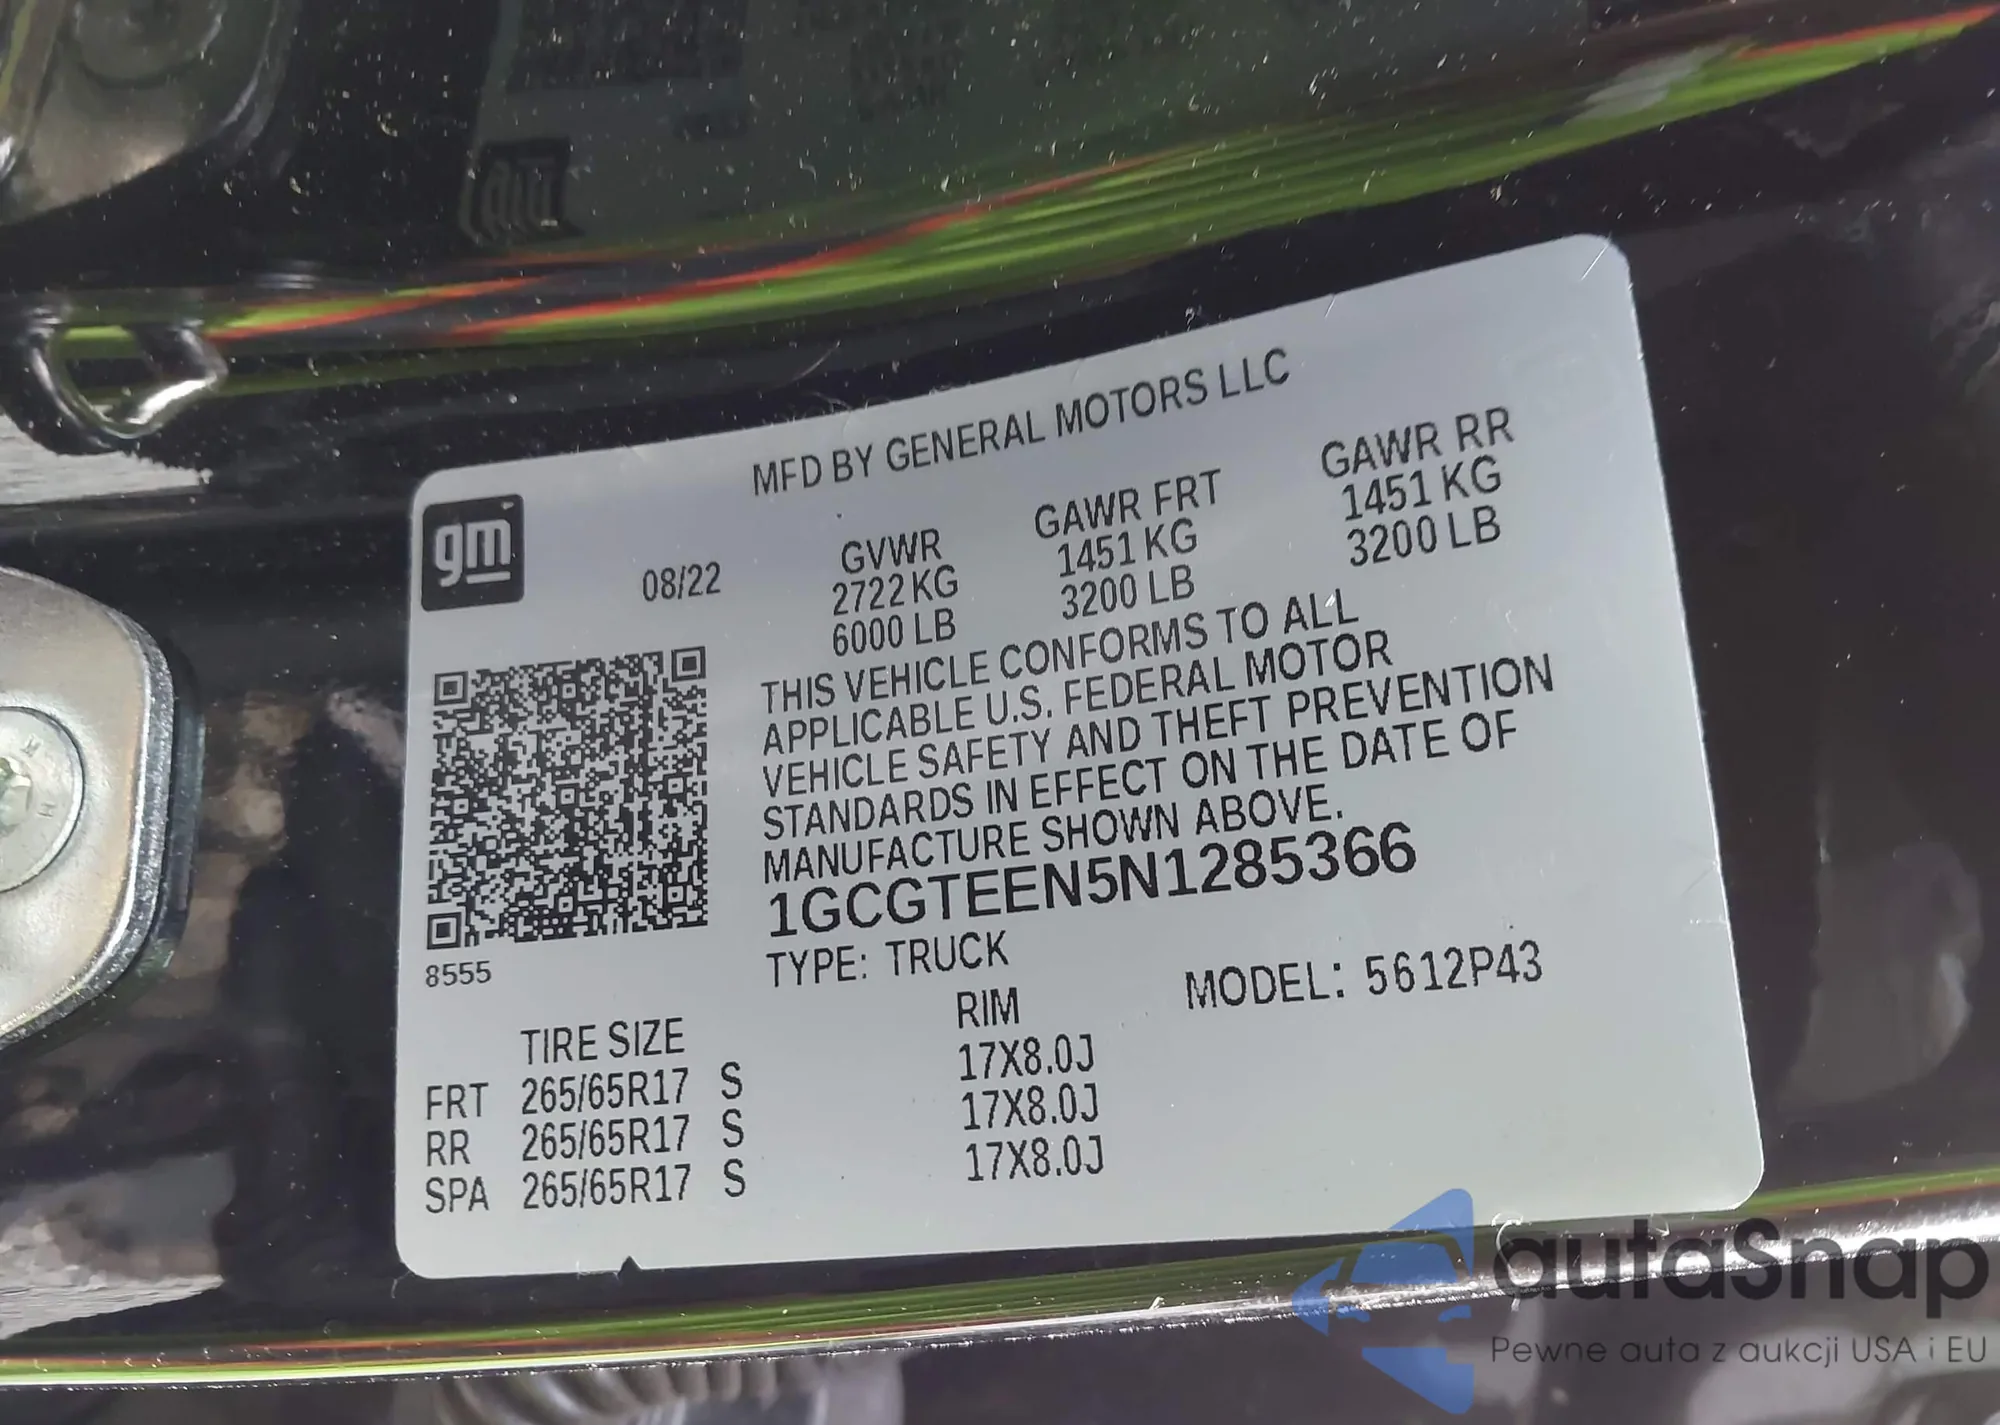 MFD BY GENERAL MOTORS LLC
gm
08/22
GVWR GAWR FRT GAWR RR
2722 KG 1451 KG 1451 KG
6000 LB 3200 LB 3200 LB
THIS VEHICLE CONFORMS TO ALL
APPLICABLE U.S. FEDERAL MOTOR
VEHICLE SAFETY AND THEFT PREVENTION
STANDARDS IN EFFECT ON THE DATE OF
MANUFACTURE SHOWN ABOVE.
1GCGTEEN5N1285366
8555
TYPE: TRUCK MODEL: 5612P43
TIRE SIZE RIM
FRT 265/65R17 S 17X8.0J
RR 265/65R17 S 17X8.0J
SPA 265/65R17 S 17X8.0J
autaSnap
Pewne auta z aukcji USA i EU